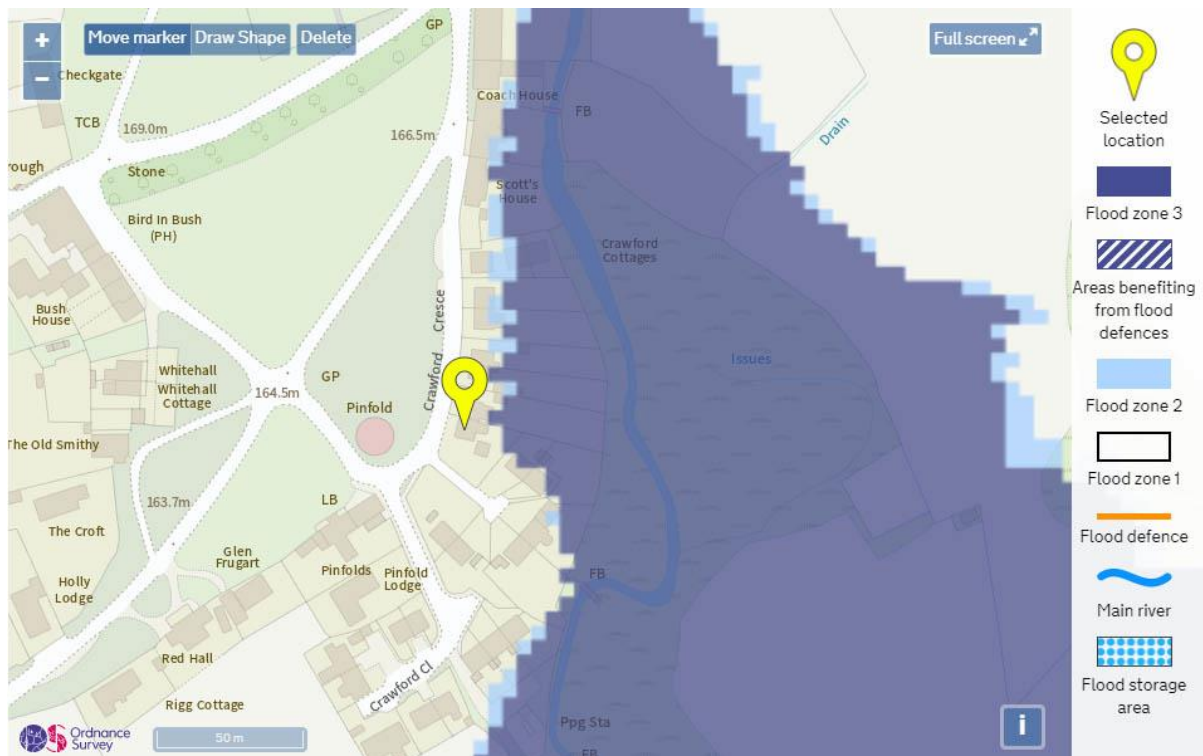 +
−
Move marker
Draw Shape
Delete
Full screen
GP
Checkgate
TCB
169.0m
166.5m
Coach House
FB
Drain
rough
Stone
Scott's
House
Bird In Bush
(PH)
Crawford
Cottages
Bush
House
Crawford Cresce
Issues
Whitehall
Whitehall
Cottage
164.5m
GP
Pinfold
The Old Smithy
163.7m
LB
The Croft
Glen
Frugart
Pinfolds
Pinfold
Lodge
FB
Holly
Lodge
Red Hall
Crawford Cl
Rigg Cottage
Ppg Sta
FB
Ordnance
Survey
50 m
i
Selected
location
Flood zone 3
Areas benefiting
from flood
defences
Flood zone 2
Flood zone 1
Flood defence
Main river
Flood storage
area